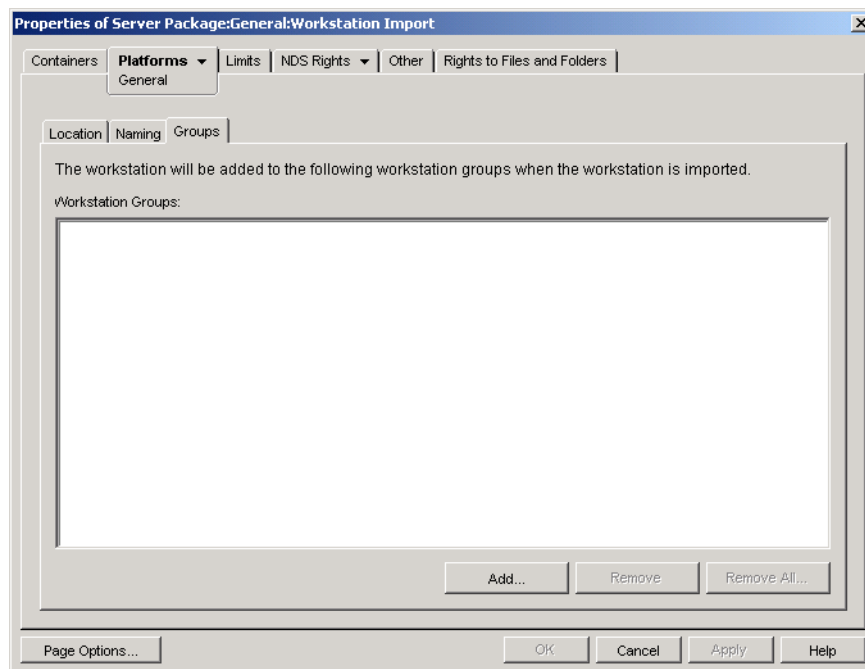 Properties of Server Package:General:Workstation Import
Containers Platforms Limits NDS Rights Other Rights to Files and Folders
General
Location Naming Groups
The workstation will be added to the following workstation groups when the workstation is imported.
Workstation Groups:
Add... Remove Remove All...
Page Options... OK Cancel Apply Help